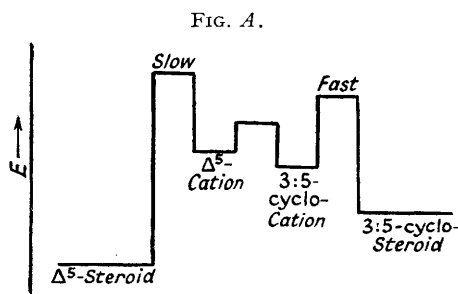 FIG. A.
Slow
Fast
E
Δ⁵-
Cation
3:5-
cyclo-
Cation
3:5-cyclo-
Steroid
Δ⁵-Steroid